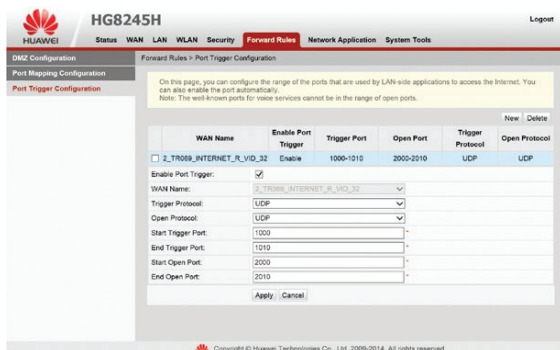 HG8245H
Logout
HUAWEI
Status WAN LAN WLAN Security Forward Rules Network Application System Tools
DMZ Configuration
Port Mapping Configuration
Port Trigger Configuration
Forward Rules > Port Trigger Configuration
On this page, you can configure the range of the ports that are used by LAN-side applications to access the Internet. You
can also enable the port automatically.
Note: The well-known ports for voice services cannot be in the range of open ports.
New Delete
WAN Name Enable Port Trigger Trigger Port Open Port Trigger Protocol Open Protocol
2_TR069_INTERNET_R_VID_32 Enable 1000-1010 2000-2010 UDP UDP
Enable Port Trigger:
WAN Name: 2_TR069_INTERNET_R_VID_32
Trigger Protocol: UDP
Open Protocol: UDP
Start Trigger Port: 1000 *
End Trigger Port: 1010 *
Start Open Port: 2000 *
End Open Port: 2010 *
Apply Cancel
Copyright © Huawei Technologies Co., Ltd. 2009-2014. All rights reserved.